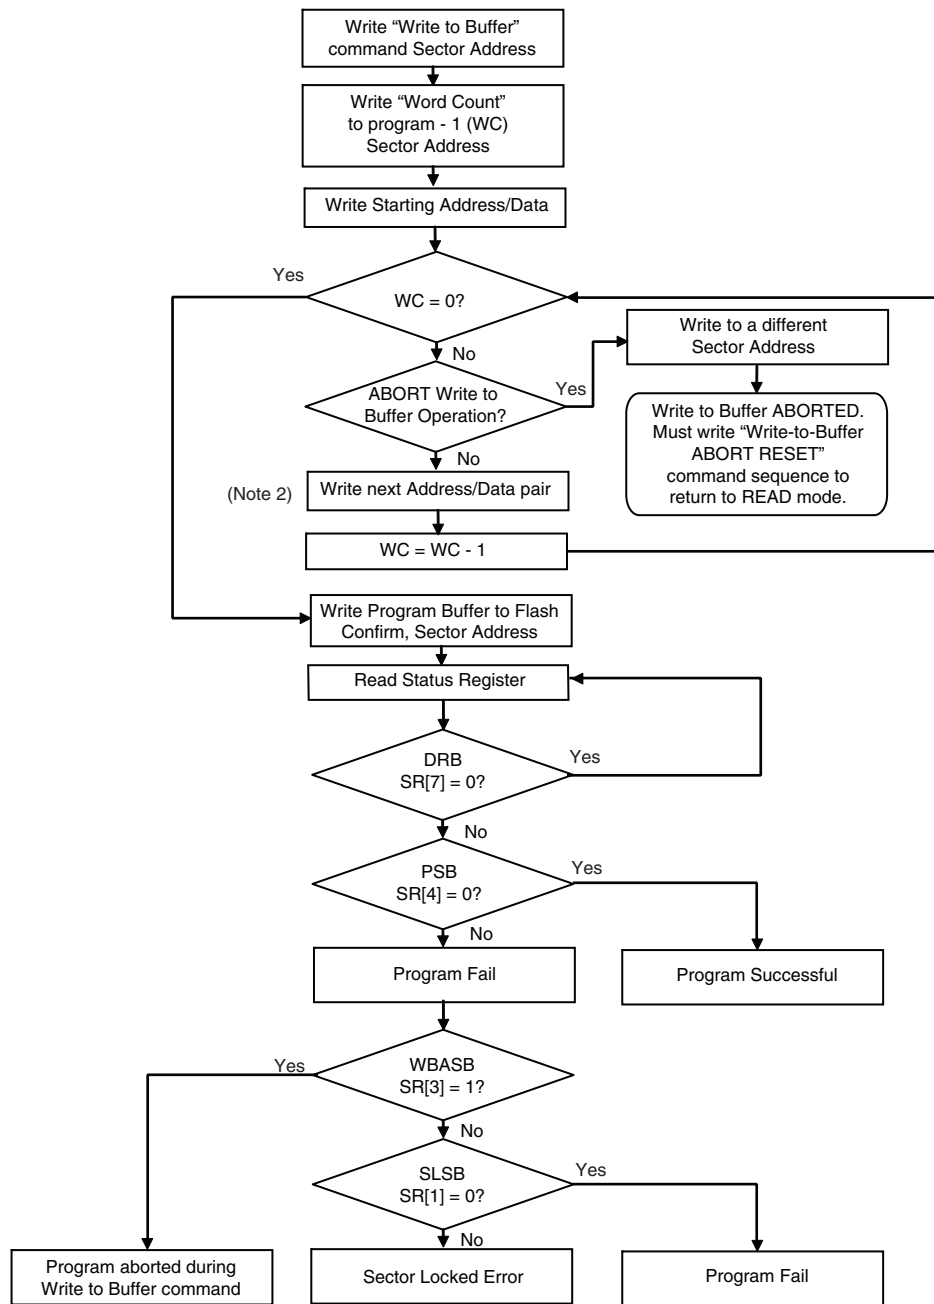 Write “Write to Buffer”
command Sector Address
Write “Word Count”
to program - 1 (WC)
Sector Address
Write Starting Address/Data
Yes
WC = 0?
No
Write to a different
Sector Address
ABORT Write to
Buffer Operation?
Yes
Write to Buffer ABORTED.
Must write “Write-to-Buffer
ABORT RESET”
command sequence to
return to READ mode.
No
(Note 2)
Write next Address/Data pair
WC = WC - 1
Write Program Buffer to Flash
Confirm, Sector Address
Read Status Register
DRB
SR[7] = 0?
Yes
No
PSB
SR[4] = 0?
Yes
No
Program Fail
Program Successful
Yes
WBASB
SR[3] = 1?
No
SLSB
SR[1] = 0?
Yes
No
Program aborted during
Write to Buffer command
Sector Locked Error
Program Fail